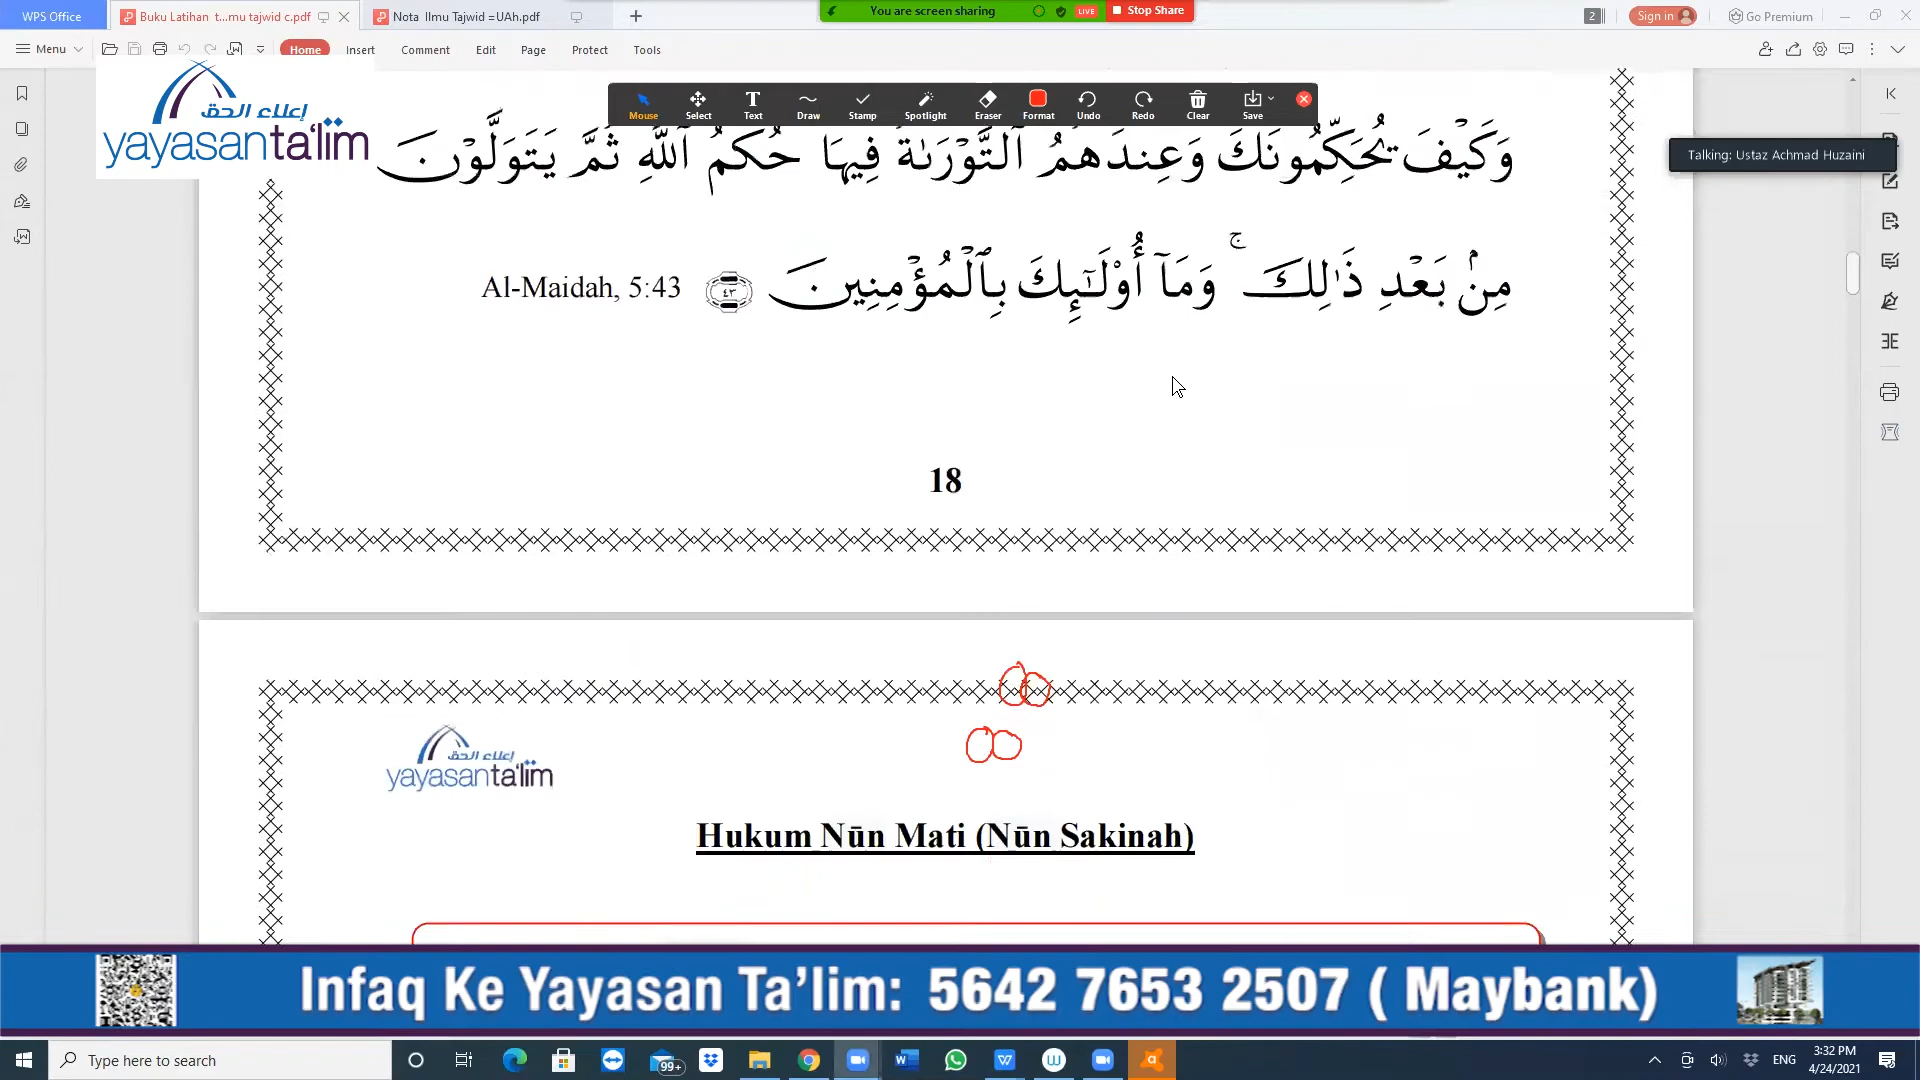 WPS Office
Buku Latihan t...mu tajwid c.pdf
Nota Ilmu Tajwid =UAh.pdf
You are screen sharing
LIVE
Stop Share
2
Sign in
Go Premium
Menu
Home
Insert
Comment
Edit
Page
Protect
Tools
Mouse
Select
Text
Draw
Stamp
Spotlight
Eraser
Format
Undo
Redo
Clear
Save
إعلاء الحق
yayasanta'lim
Talking: Ustaz Achmad Huzaini
وَكَيْفَ يُحَكِّمُونَكَ وَعِندَهُمُ ٱلتَّوْرَىٰةُ فِيهَا حُكْمُ ٱللَّهِ ثُمَّ يَتَوَلَّوْنَ
مِنۢ بَعْدِ ذَٰلِكَ ۚ وَمَآ أُو۟لَـٰٓئِكَ بِٱلْمُؤْمِنِينَ ٤٣ Al-Maidah, 5:43
18
إعلاء الحق
yayasanta'lim
Hukum Nūn Mati (Nūn Sakinah)
Infaq Ke Yayasan Ta'lim: 5642 7653 2507 ( Maybank)
Type here to search
99+
ENG
3:32 PM
4/24/2021